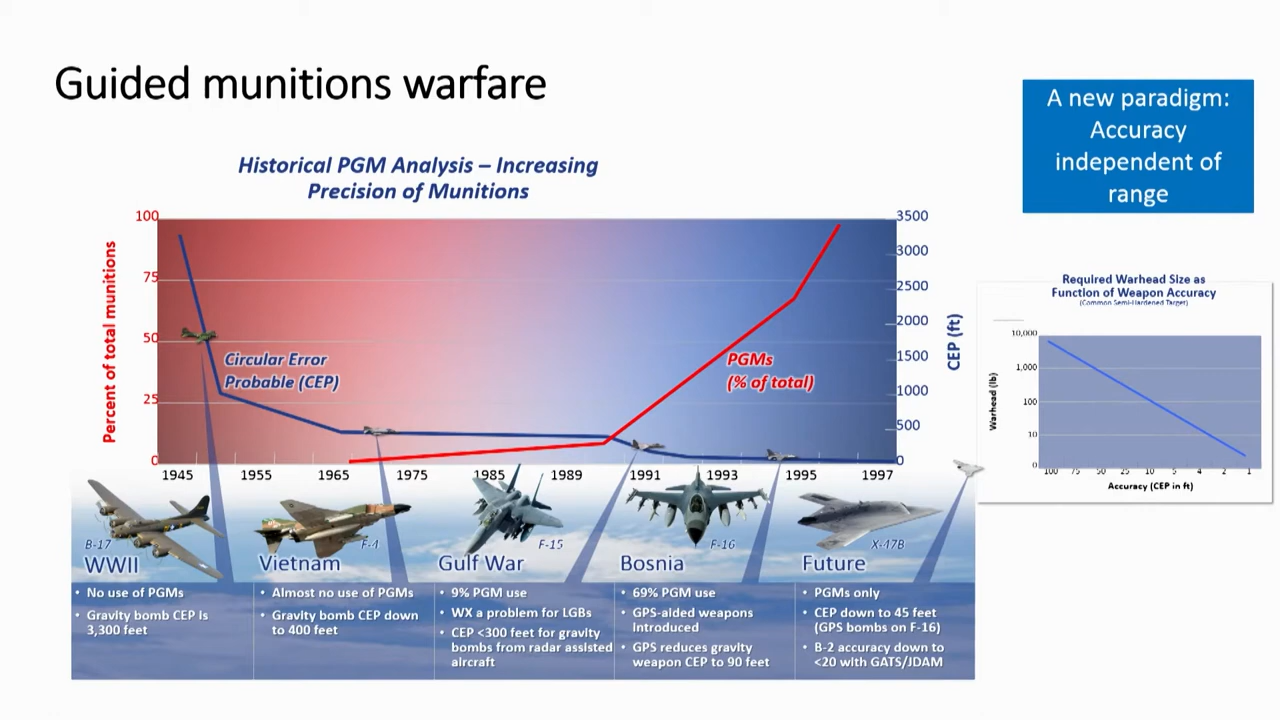 Guided munitions warfare
A new paradigm:
Accuracy
independent of
range
Historical PGM Analysis – Increasing
Precision of Munitions
Percent of total munitions
100
75
50
25
0
Circular Error
Probable (CEP)
PGMs
(% of total)
3500
3000
2500
2000
1500
1000
500
0
CEP (ft)
1945 1955 1965 1975 1985 1989 1991 1993 1995 1997
B-17
WWII
• No use of PGMs
• Gravity bomb CEP is
3,300 feet
F-4
Vietnam
• Almost no use of PGMs
• Gravity bomb CEP down
to 400 feet
F-15
Gulf War
• 9% PGM use
• WX a problem for LGBs
• CEP <300 feet for gravity
bombs from radar assisted
aircraft
F-16
Bosnia
• 69% PGM use
• GPS-aided weapons
introduced
• GPS reduces gravity
weapon CEP to 90 feet
X-47B
Future
• PGMs only
• CEP down to 45 feet
(GPS bombs on F-16)
• B-2 accuracy down to
<20 with GATS/JDAM
Required Warhead Size as
Function of Weapon Accuracy
(Common Semi-Hardened Target)
Warhead (lb)
10,000
1,000
100
10
0
100 75 50 25 10 5 4 2 1
Accuracy (CEP in ft)